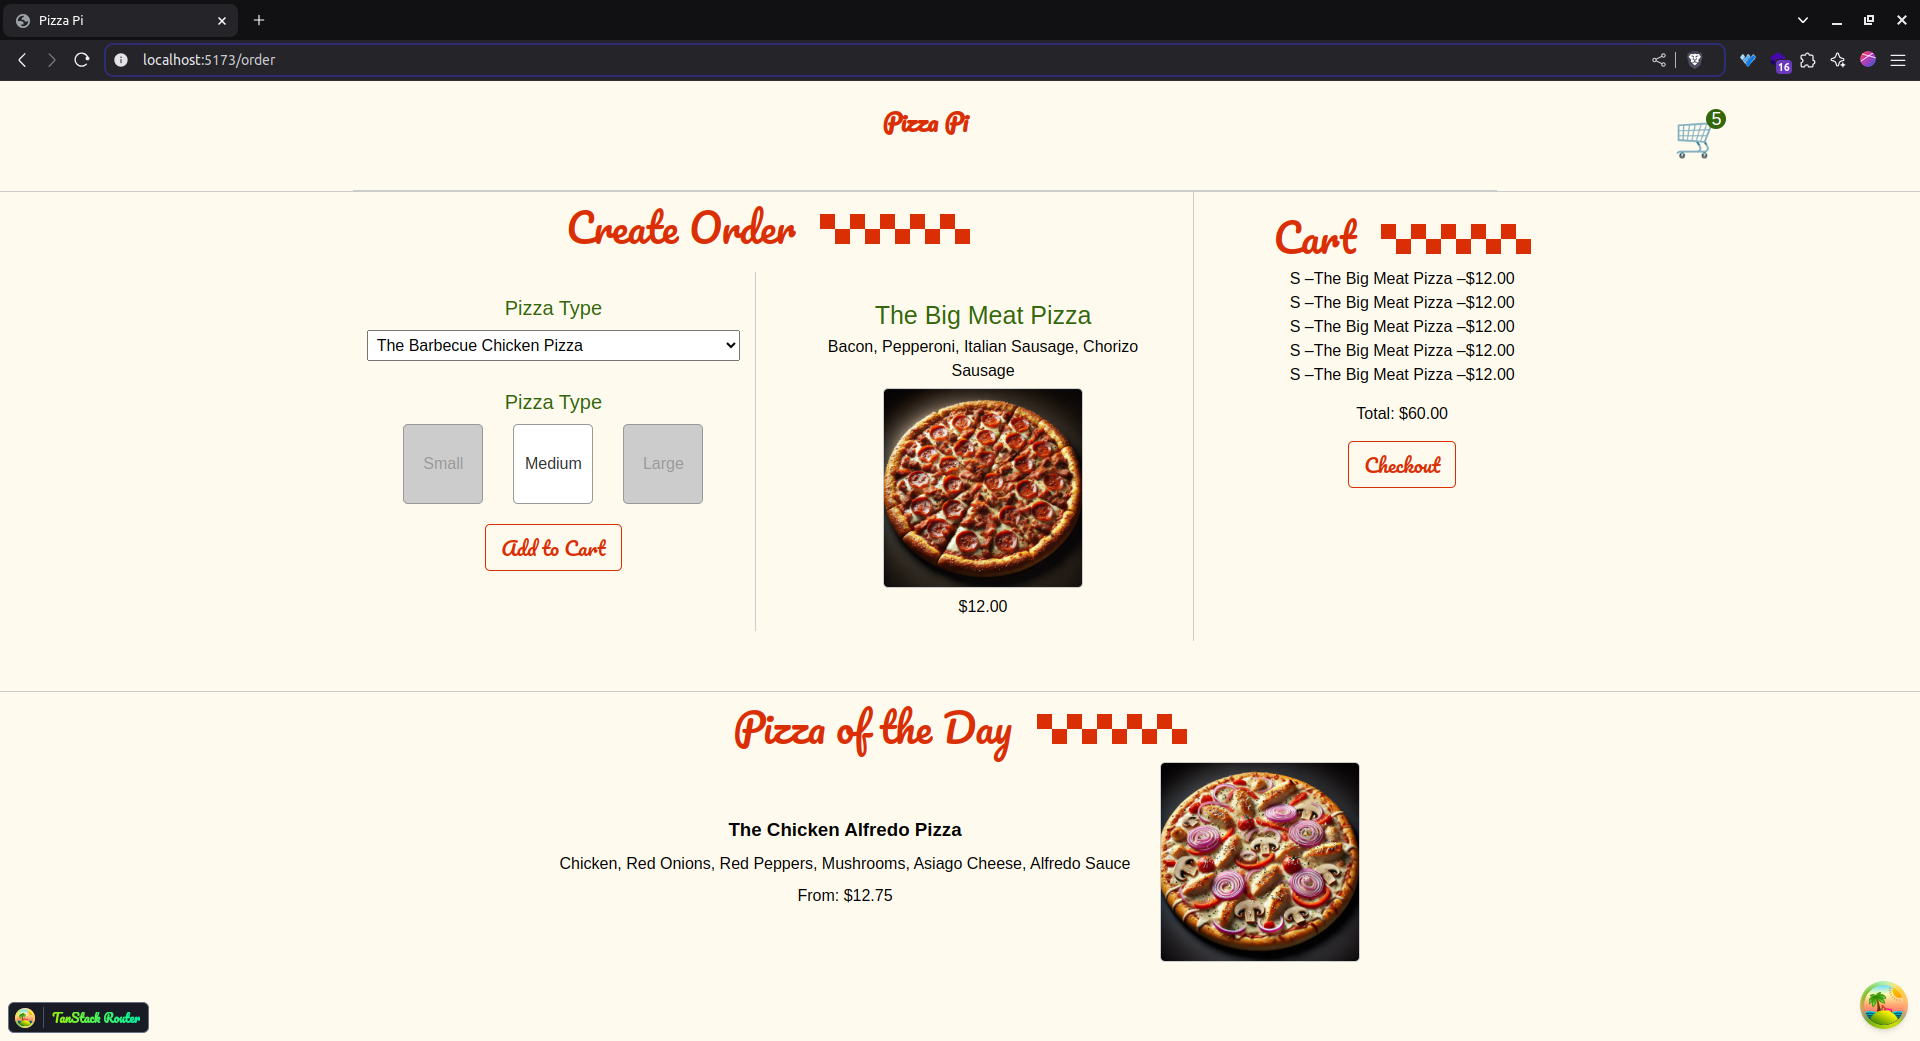 Pizza Pi
localhost:5173/order
16
Pizza Pi
5
Create Order
Pizza Type
The Barbecue Chicken Pizza
Pizza Type
Small
Medium
Large
Add to Cart
The Big Meat Pizza
Bacon, Pepperoni, Italian Sausage, Chorizo
Sausage
$12.00
Cart
S –The Big Meat Pizza –$12.00
S –The Big Meat Pizza –$12.00
S –The Big Meat Pizza –$12.00
S –The Big Meat Pizza –$12.00
S –The Big Meat Pizza –$12.00
Total: $60.00
Checkout
Pizza of the Day
The Chicken Alfredo Pizza
Chicken, Red Onions, Red Peppers, Mushrooms, Asiago Cheese, Alfredo Sauce
From: $12.75
TanStack Router